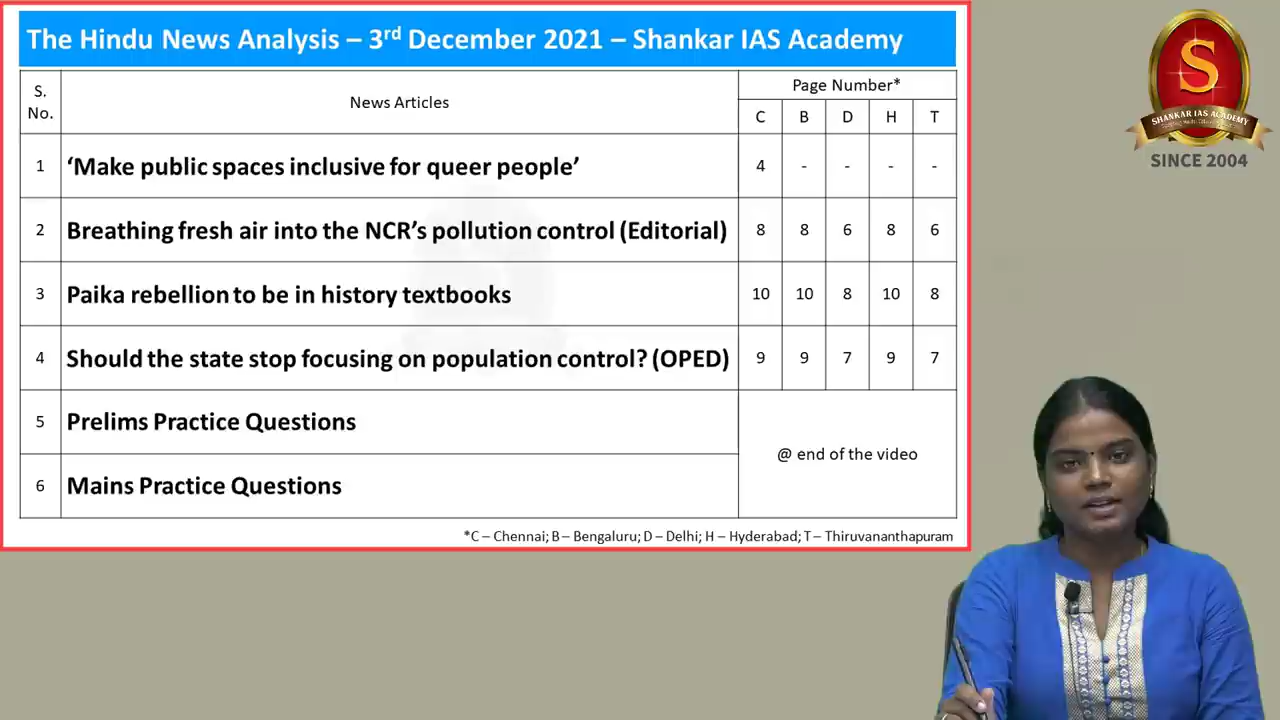 The Hindu News Analysis – 3rd December 2021 – Shankar IAS Academy
S. No. News Articles Page Number*
C B D H T
1 ‘Make public spaces inclusive for queer people’ 4 - - - -
2 Breathing fresh air into the NCR’s pollution control (Editorial) 8 8 6 8 6
3 Paika rebellion to be in history textbooks 10 10 8 10 8
4 Should the state stop focusing on population control? (OPED) 9 9 7 9 7
5 Prelims Practice Questions
@ end of the video
6 Mains Practice Questions
*C – Chennai; B – Bengaluru; D – Delhi; H – Hyderabad; T – Thiruvananthapuram
S
SHANKAR IAS ACADEMY
SINCE 2004